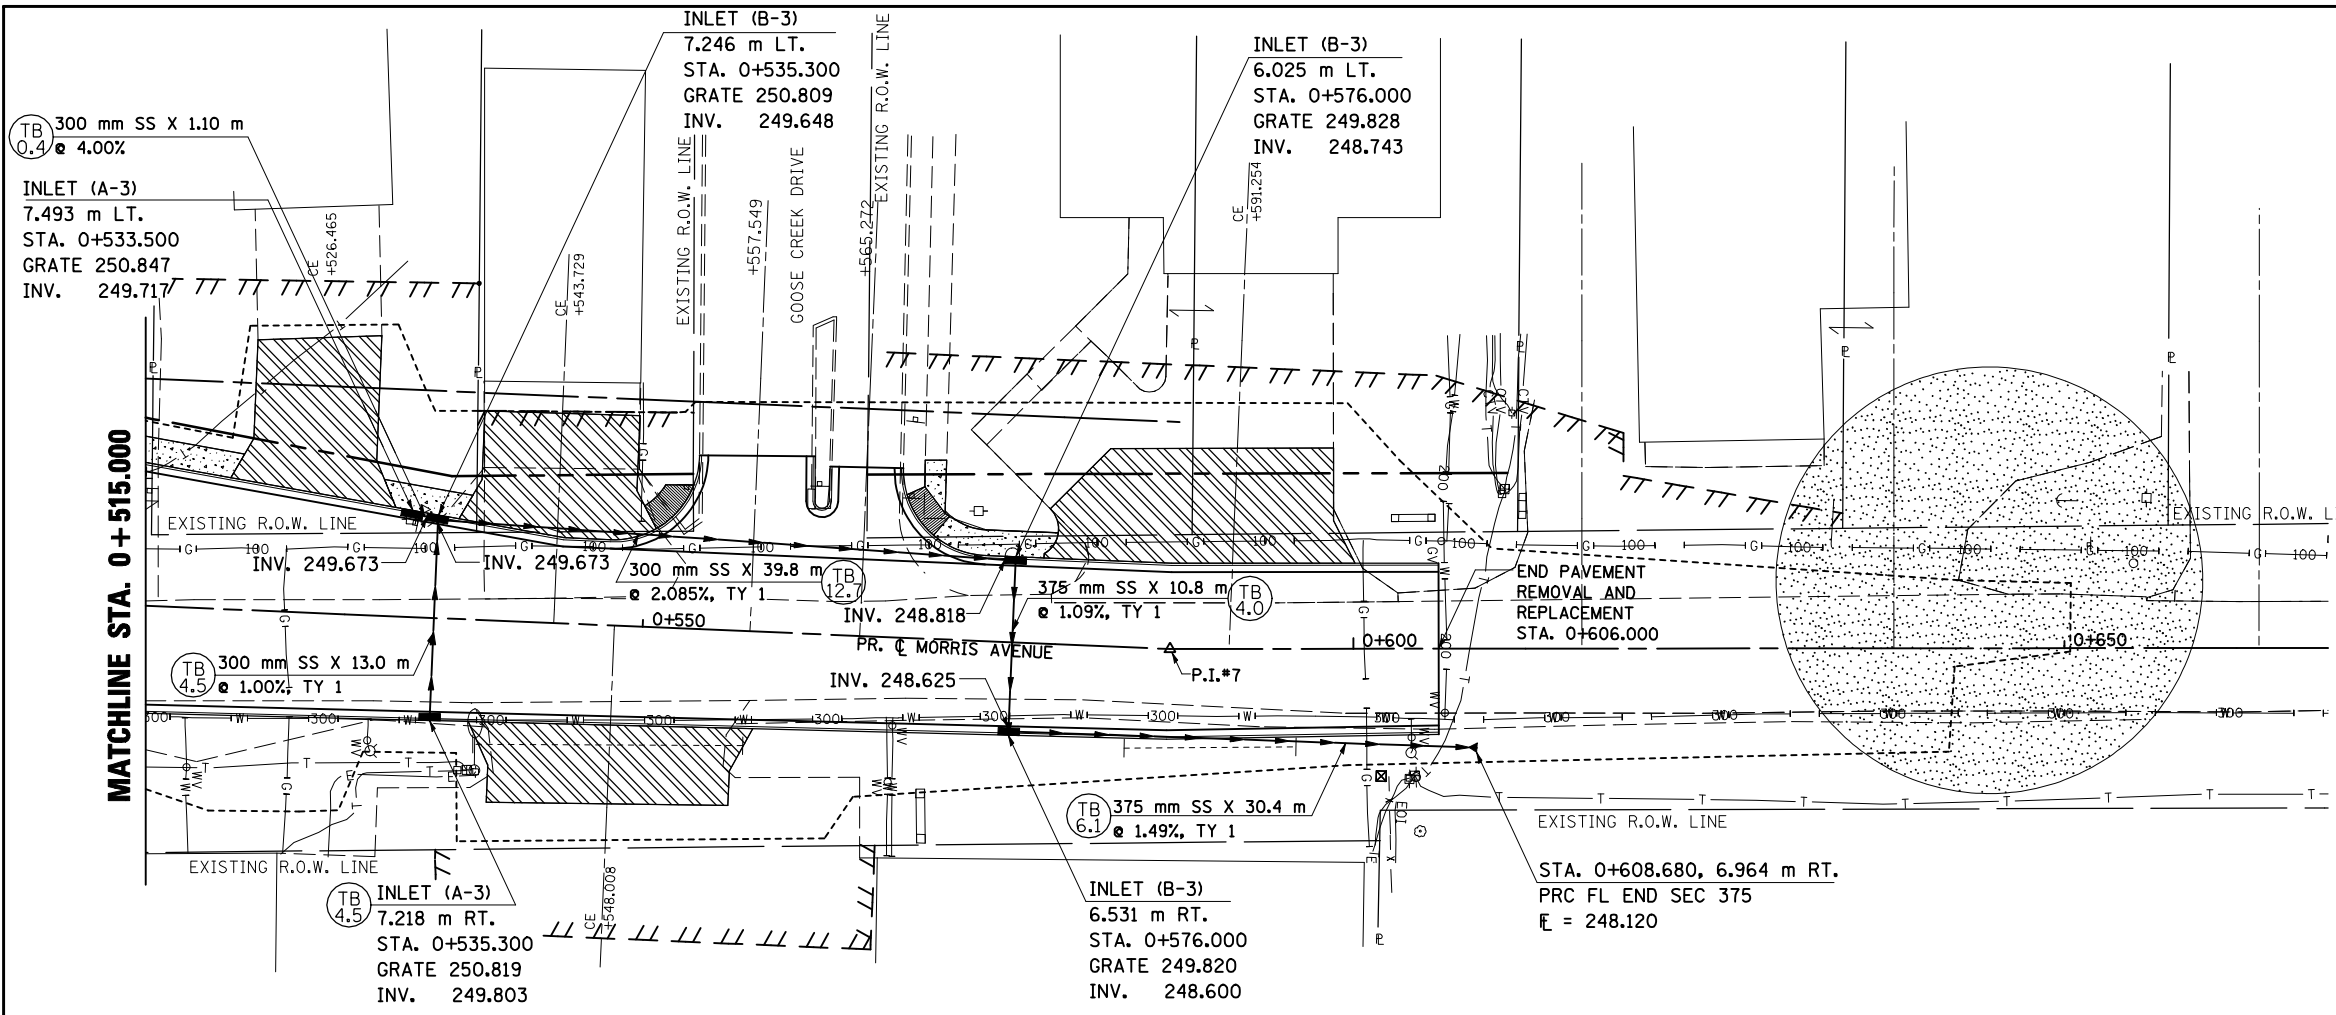 INLET (B-3)
7.246 m LT.
STA. 0+535.300
GRATE 250.809
INV. 249.648
EXISTING R.O.W. LINE
INLET (B-3)
6.025 m LT.
STA. 0+576.000
GRATE 249.828
INV. 248.743
TB
0.4
300 mm SS X 1.10 m
@ 4.00%
INLET (A-3)
7.493 m LT.
STA. 0+533.500
GRATE 250.847
INV. 249.717
CE
+526.465
CE
+543.729
EXISTING R.O.W. LINE
+557.549
GOOSE CREEK DRIVE
+565.272
CE
+591.254
MATCHLINE STA. 0+515.000
EXISTING R.O.W. LINE
INV. 249.673
INV. 249.673
300 mm SS X 39.8 m
@ 2.085%, TY 1
TB
12.7
0+550
INV. 248.818
375 mm SS X 10.8 m
@ 1.09%, TY 1
TB
4.0
END PAVEMENT
REMOVAL AND
REPLACEMENT
STA. 0+606.000
EXISTING R.O.W. L
PR. ℄ MORRIS AVENUE
0+600
0+650
P.I.#7
TB
4.5
300 mm SS X 13.0 m
@ 1.00%, TY 1
INV. 248.625
TB
6.1
375 mm SS X 30.4 m
@ 1.49%, TY 1
EXISTING R.O.W. LINE
EXISTING R.O.W. LINE
TB
4.5
INLET (A-3)
7.218 m RT.
STA. 0+535.300
GRATE 250.819
INV. 249.803
CE
+548.008
INLET (B-3)
6.531 m RT.
STA. 0+576.000
GRATE 249.820
INV. 248.600
STA. 0+608.680, 6.964 m RT.
PRC FL END SEC 375
FL = 248.120